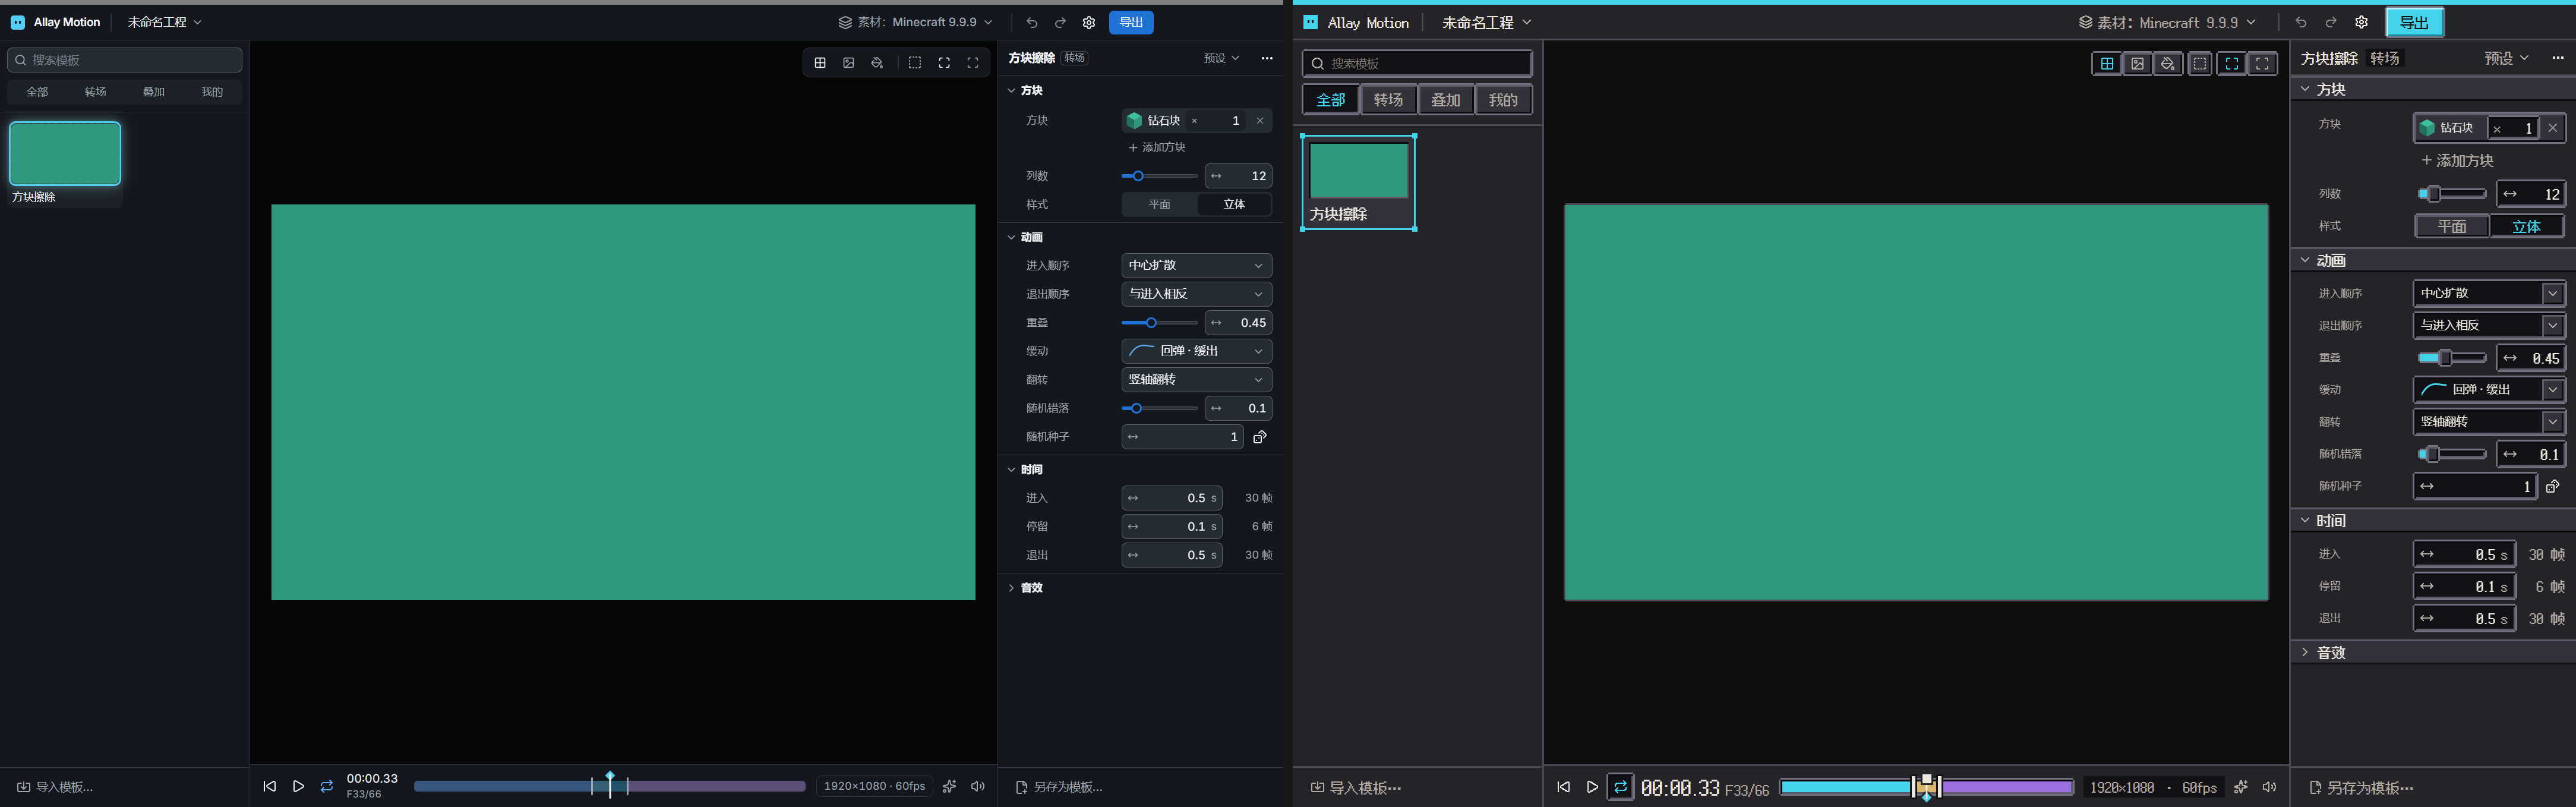 Allay Motion
未命名工程
素材：Minecraft 9.9.9
导出
搜索模板
全部 转场 叠加 我的
方块擦除
导入模板...
00:00.33
F33/66
1920×1080 · 60fps
方块擦除 转场 预设
方块
方块 钻石块 × 1 ×
+ 添加方块
列数 12
样式 平面 立体
动画
进入顺序 中心扩散
退出顺序 与进入相反
重叠 0.45
缓动 回弹 · 缓出
翻转 竖轴翻转
随机错落 0.1
随机种子 1
时间
进入 0.5 s 30 帧
停留 0.1 s 6 帧
退出 0.5 s 30 帧
音效
另存为模板...
Allay Motion
未命名工程
素材：Minecraft 9.9.9
导出
搜索模板
全部 转场 叠加 我的
方块擦除
导入模板...
00:00.33 F33/66
1920×1080 · 60fps
方块擦除 转场 预设
方块
方块 钻石块 × 1 ×
+ 添加方块
列数 12
样式 平面 立体
动画
进入顺序 中心扩散
退出顺序 与进入相反
重叠 0.45
缓动 回弹 · 缓出
翻转 竖轴翻转
随机错落 0.1
随机种子 1
时间
进入 0.5 s 30 帧
停留 0.1 s 6 帧
退出 0.5 s 30 帧
音效
另存为模板...